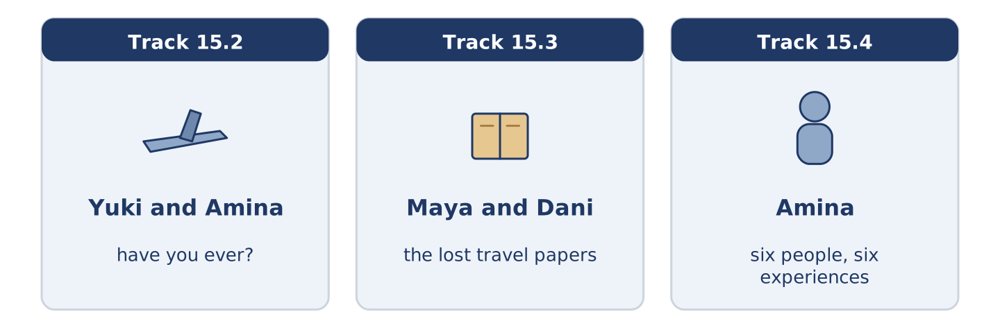 Track 15.2
Yuki and Amina
have you ever?
Track 15.3
Maya and Dani
the lost travel papers
Track 15.4
Amina
six people, six
experiences